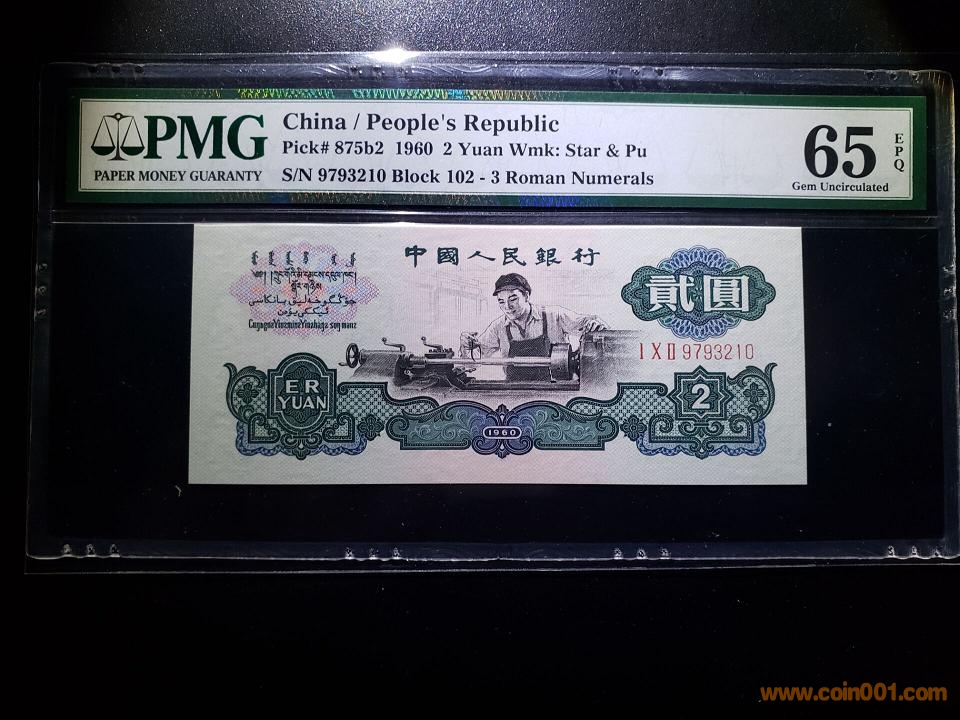 PMG
PAPER MONEY GUARANTY
China / People's Republic
Pick# 875b2 1960 2 Yuan Wmk: Star & Pu
S/N 9793210 Block 102 - 3 Roman Numerals
65 EPQ
Gem Uncirculated
中國人民銀行
貳圓
I X II 9793210
ER
YUAN
1960
2
www.coin001.com